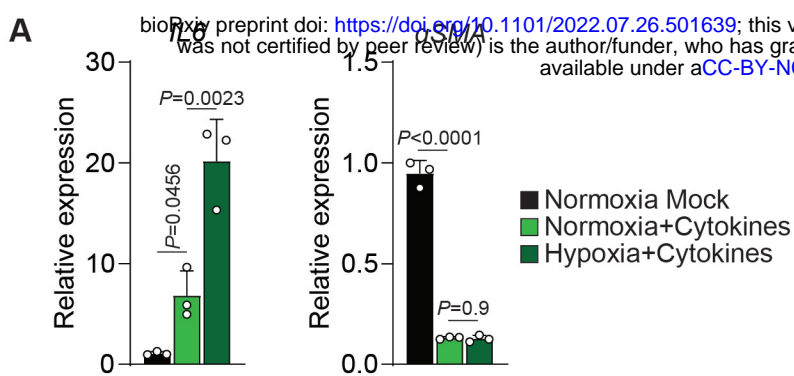 A
bioRxiv preprint doi: https://doi.org/10.1101/2022.07.26.501639; this v
was not certified by peer review) is the author/funder, who has gra
available under aCC-BY-NC
IL6
αSMA
Relative expression
30
20
10
0
P=0.0456
P=0.0023
Relative expression
1.5
1.0
0.5
0.0
P<0.0001
P=0.9
Normoxia Mock
Normoxia+Cytokines
Hypoxia+Cytokines